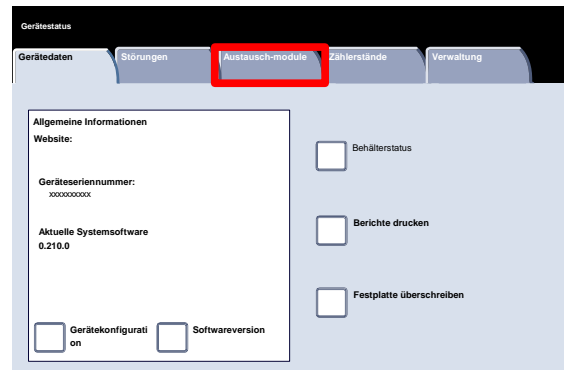 Gerätestatus
Gerätedaten
Störungen
Austausch-module
Zählerstände
Verwaltung
Allgemeine Informationen
Website:
Geräteseriennummer:
xxxxxxxxxx
Aktuelle Systemsoftware
0.210.0
Gerätekonfigurati
on
Softwareversion
Behälterstatus
Berichte drucken
Festplatte überschreiben